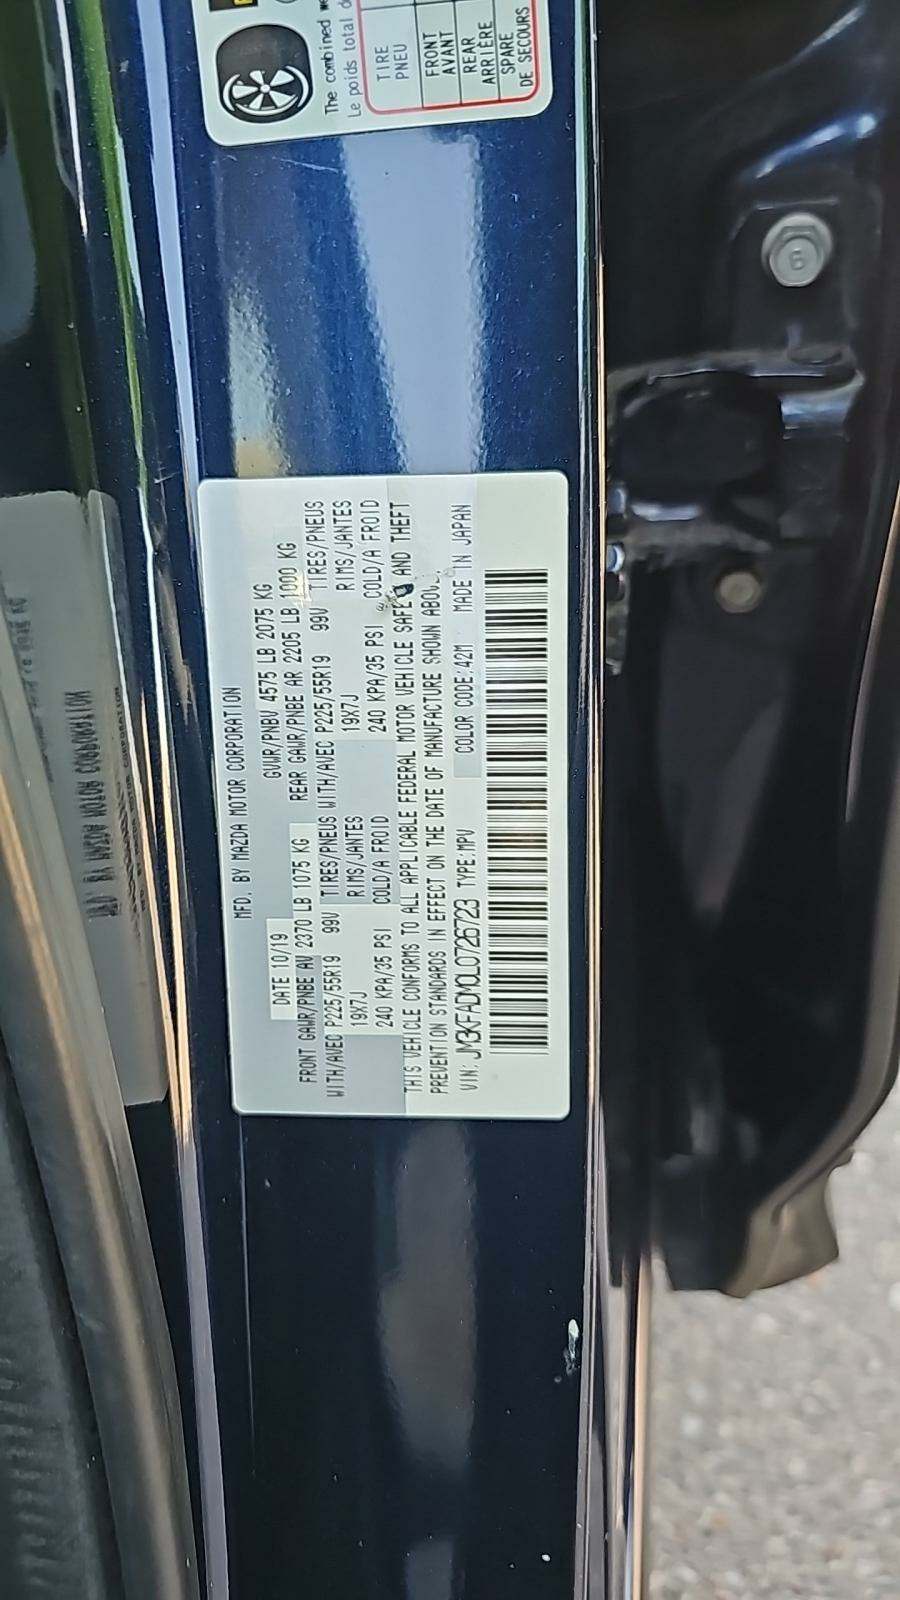 The combined
Le poids total
TIRE
PNEU
FRONT
AVANT
REAR
ARRIÈRE
SPARE
DE SECOURS
MFD. BY MAZDA MOTOR CORPORATION
DATE 10/19 GVWR/PNBV 4575 LB 2075 KG
FRONT GAWR/PNBE AV 2370 LB 1075 KG REAR GAWR/PNBE AR 2205 LB 1000 KG
WITH/AVEC P225/55R19 99V TIRES/PNEUS WITH/AVEC P225/55R19 99V TIRES/PNEUS
19X7J RIMS/JANTES 19X7J RIMS/JANTES
240 KPA/35 PSI COLD/A FROID 240 KPA/35 PSI COLD/A FROID
THIS VEHICLE CONFORMS TO ALL APPLICABLE FEDERAL MOTOR VEHICLE AND THEFT
PREVENTION STANDARDS IN EFFECT ON THE DATE OF MANUFACTURE SHOWN
VIN: JM3KFADM0L0726723 TYPE:MPV COLOR CODE:42M MADE IN JAPAN
B